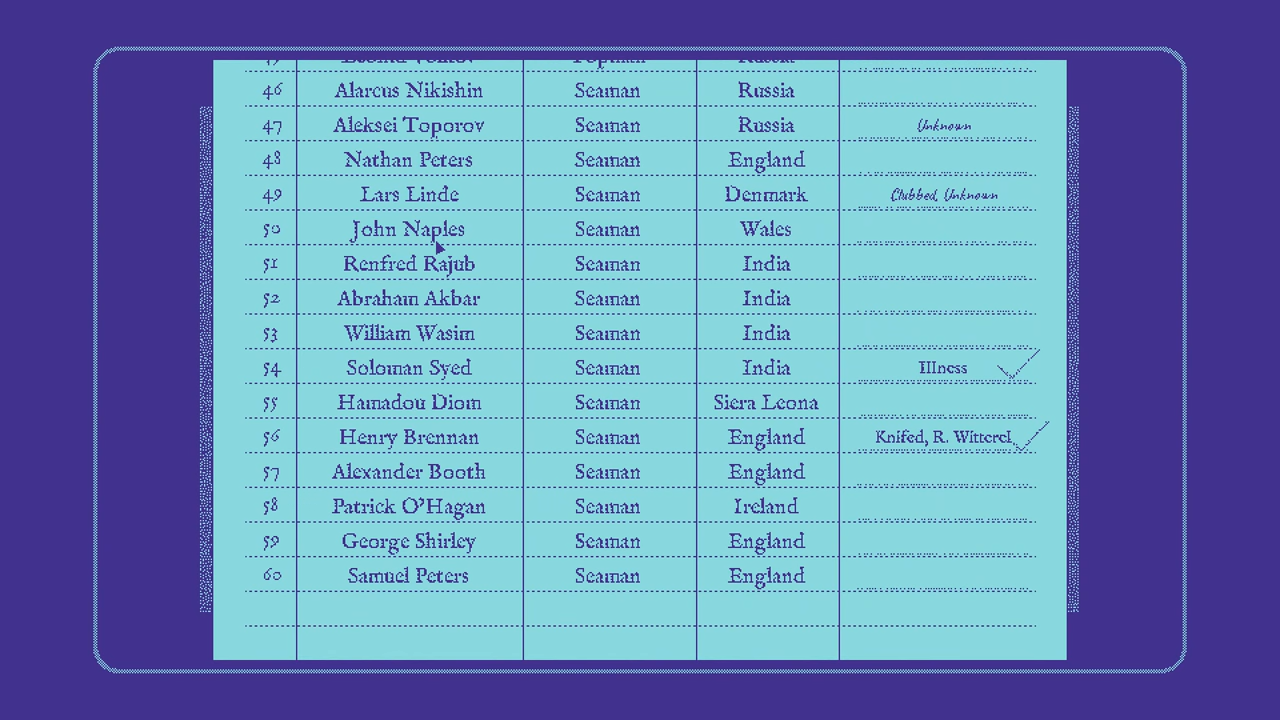 46 Alarcus Nikishin Seaman Russia
47 Aleksei Toporov Seaman Russia Unknown
48 Nathan Peters Seaman England
49 Lars Linde Seaman Denmark Clubbed, Unknown
50 John Naples Seaman Wales
51 Renfred Rajub Seaman India
52 Abraham Akbar Seaman India
53 William Wasim Seaman India
54 Soloman Syed Seaman India Illness
55 Hamadou Diom Seaman Siera Leona
56 Henry Brennan Seaman England Knifed, R. Witterel
57 Alexander Booth Seaman England
58 Patrick O'Hagan Seaman Ireland
59 George Shirley Seaman England
60 Samuel Peters Seaman England